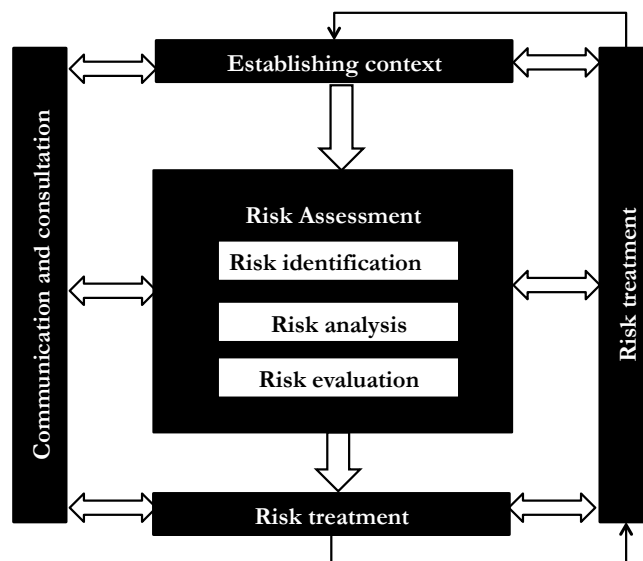 Establishing context
Communication and consultation
Risk Assessment
Risk identification
Risk analysis
Risk evaluation
Risk treatment
Risk treatment